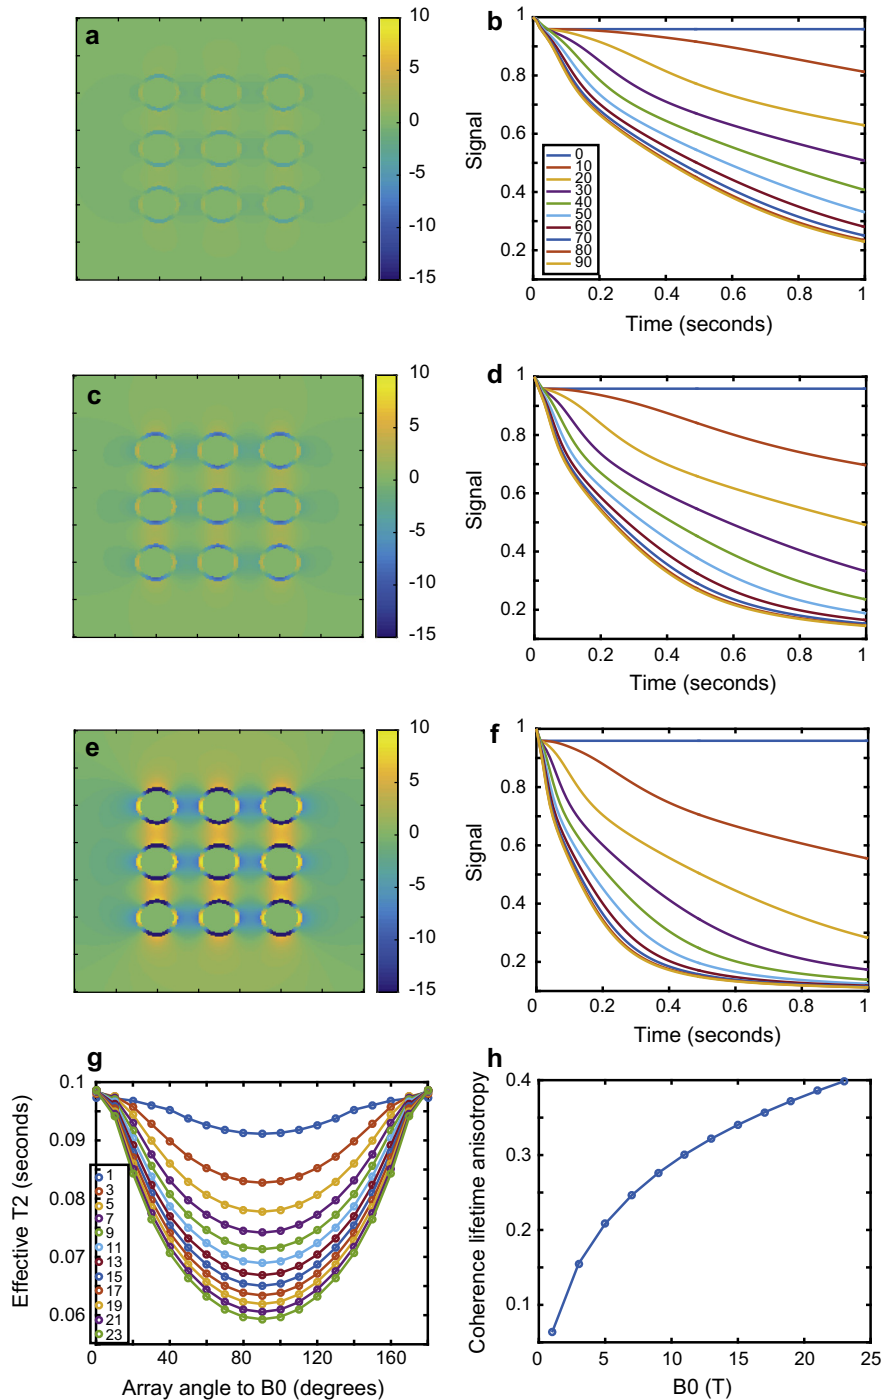 a
10
5
0
-5
-10
-15
b
1
0.8
0.6
0.4
0.2
Signal
0
10
20
30
40
50
60
70
80
90
0 0.2 0.4 0.6 0.8 1
Time (seconds)
c
10
5
0
-5
-10
-15
d
1
0.8
0.6
0.4
0.2
Signal
0 0.2 0.4 0.6 0.8 1
Time (seconds)
e
10
5
0
-5
-10
-15
f
1
0.8
0.6
0.4
0.2
Signal
0 0.2 0.4 0.6 0.8 1
Time (seconds)
g
0.1
0.09
0.08
0.07
0.06
Effective T2 (seconds)
1
3
5
7
9
11
13
15
17
19
21
23
0 40 80 120 160
Array angle to B0 (degrees)
h
0.4
0.3
0.2
0.1
Coherence lifetime anisotropy
0 5 10 15 20 25
B0 (T)